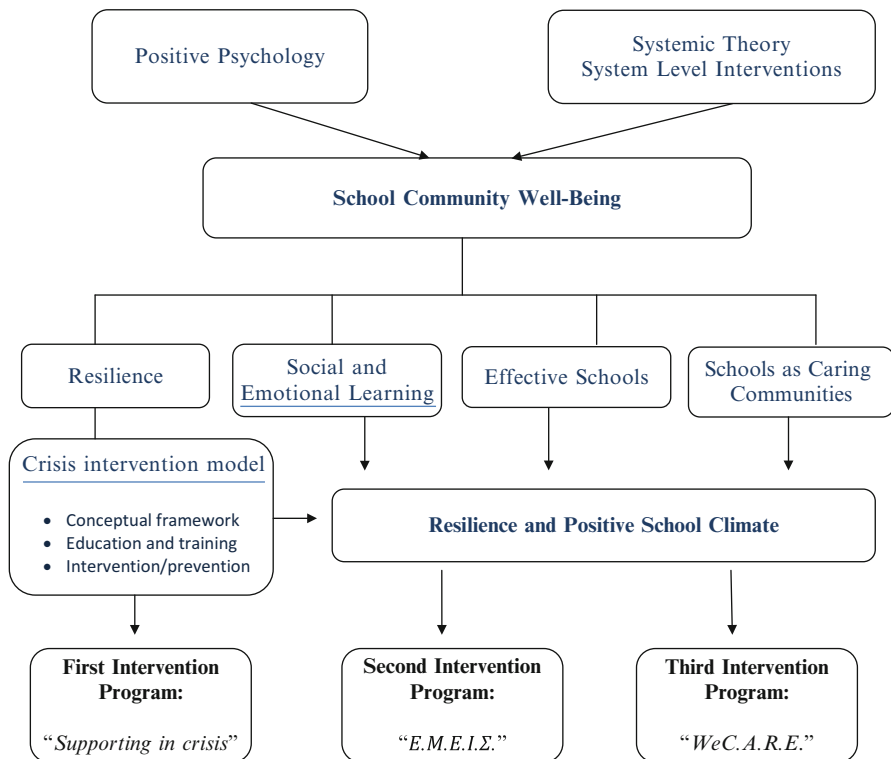 Positive Psychology
Systemic Theory
System Level Interventions
School Community Well-Being
Resilience
Social and
Emotional Learning
Effective Schools
Schools as Caring
Communities
Crisis intervention model
• Conceptual framework
• Education and training
• Intervention/prevention
Resilience and Positive School Climate
First Intervention
Program:
“Supporting in crisis”
Second Intervention
Program:
“E.M.E.I.Σ.”
Third Intervention
Program:
“WeC.A.R.E.”